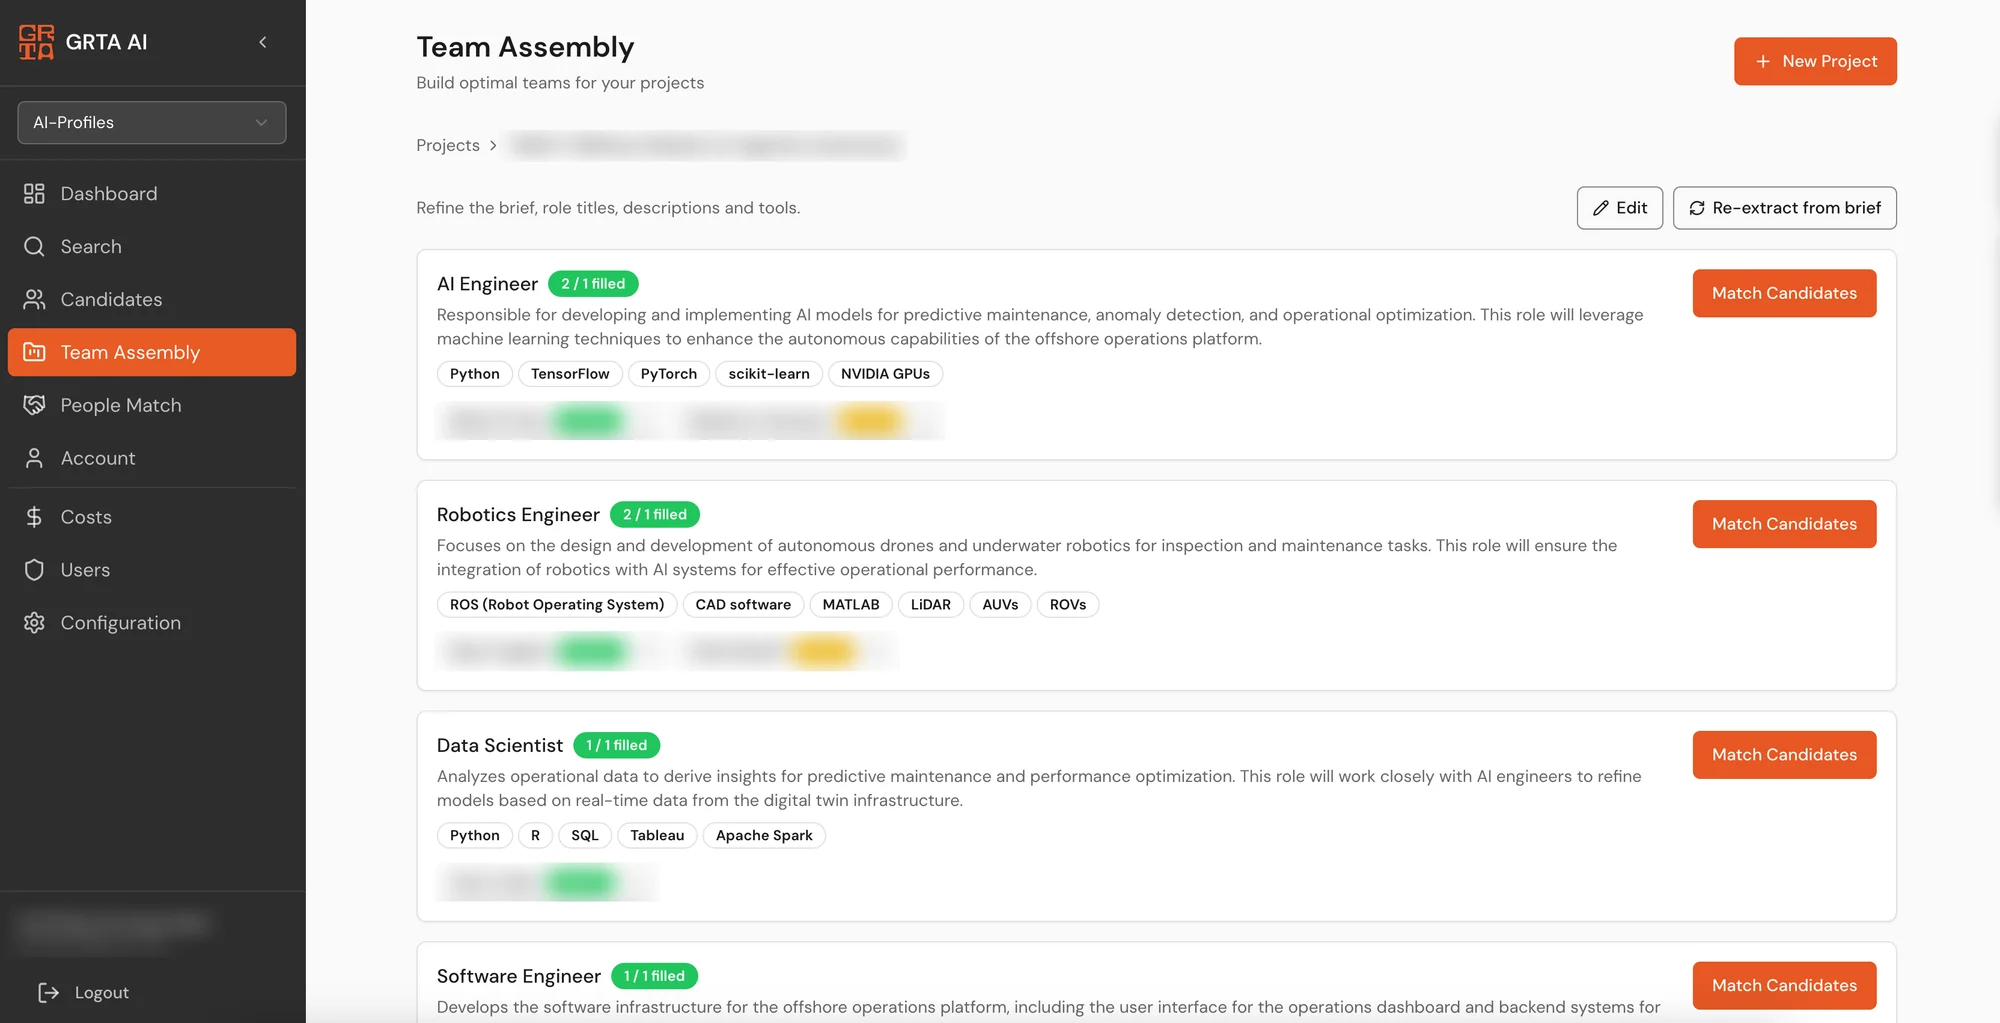 GRTA
GRTA AI
AI-Profiles
Dashboard
Search
Candidates
Team Assembly
People Match
Account
Costs
Users
Configuration
Logout
Team Assembly
Build optimal teams for your projects
New Project
Projects
Refine the brief, role titles, descriptions and tools.
Edit
Re-extract from brief
AI Engineer 2 / 1 filled
Match Candidates
Responsible for developing and implementing AI models for predictive maintenance, anomaly detection, and operational optimization. This role will leverage
machine learning techniques to enhance the autonomous capabilities of the offshore operations platform.
Python TensorFlow PyTorch scikit-learn NVIDIA GPUs
Robotics Engineer 2 / 1 filled
Match Candidates
Focuses on the design and development of autonomous drones and underwater robotics for inspection and maintenance tasks. This role will ensure the
integration of robotics with AI systems for effective operational performance.
ROS (Robot Operating System) CAD software MATLAB LiDAR AUVs ROVs
Data Scientist 1 / 1 filled
Match Candidates
Analyzes operational data to derive insights for predictive maintenance and performance optimization. This role will work closely with AI engineers to refine
models based on real-time data from the digital twin infrastructure.
Python R SQL Tableau Apache Spark
Software Engineer 1 / 1 filled
Match Candidates
Develops the software infrastructure for the offshore operations platform, including the user interface for the operations dashboard and backend systems for